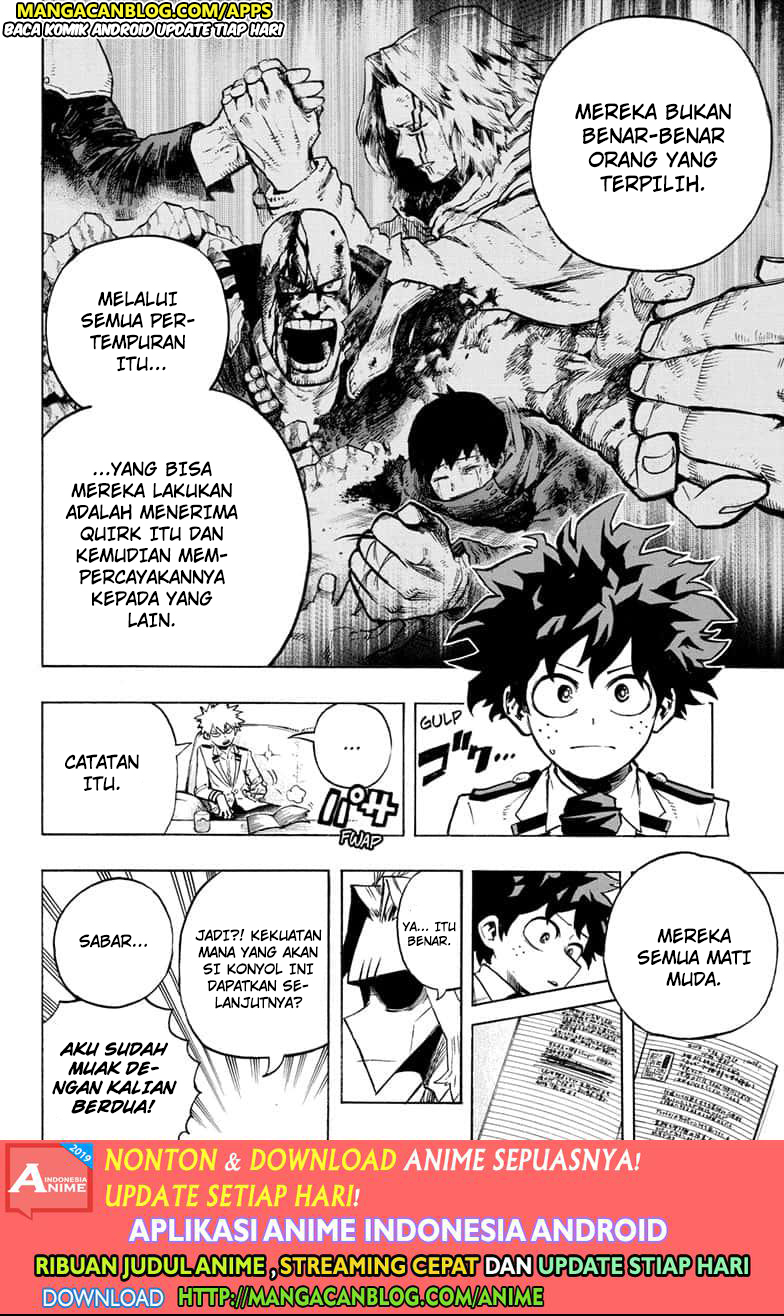 MANGACANBLOG.COM/APPS
BACA KOMIK ANDROID UPDATE TIAP HARI
MEREKA BUKAN
BENAR-BENAR
ORANG YANG
TERPILIH.
MELALUI
SEMUA PER-
TEMPURAN
ITU...
...YANG BISA
MEREKA LAKUKAN
ADALAH MENERIMA
QUIRK ITU DAN
KEMUDIAN MEM-
PERCAYAKANNYA
KEPADA YANG
LAIN.
GULP
ゴク...
...
パサ
FWAP
CATATAN
ITU.
MEREKA
SEMUA MATI
MUDA.
YA... ITU
BENAR.
JADI?! KEKUATAN
MANA YANG AKAN
SI KONYOL INI
DAPATKAN SE-
LANJUTNYA?
SABAR...
AKU SUDAH
MUAK DE-
NGAN KALIAN
BERDUA!
2019
INDONESIA
ANIME
NONTON & DOWNLOAD ANIME SEPUASNYA!
UPDATE SETIAP HARI!
APLIKASI ANIME INDONESIA ANDROID
RIBUAN JUDUL ANIME , STREAMING CEPAT DAN UPDATE STIAP HARI
DOWNLOAD HTTP://MANGACANBLOG.COM/ANIME